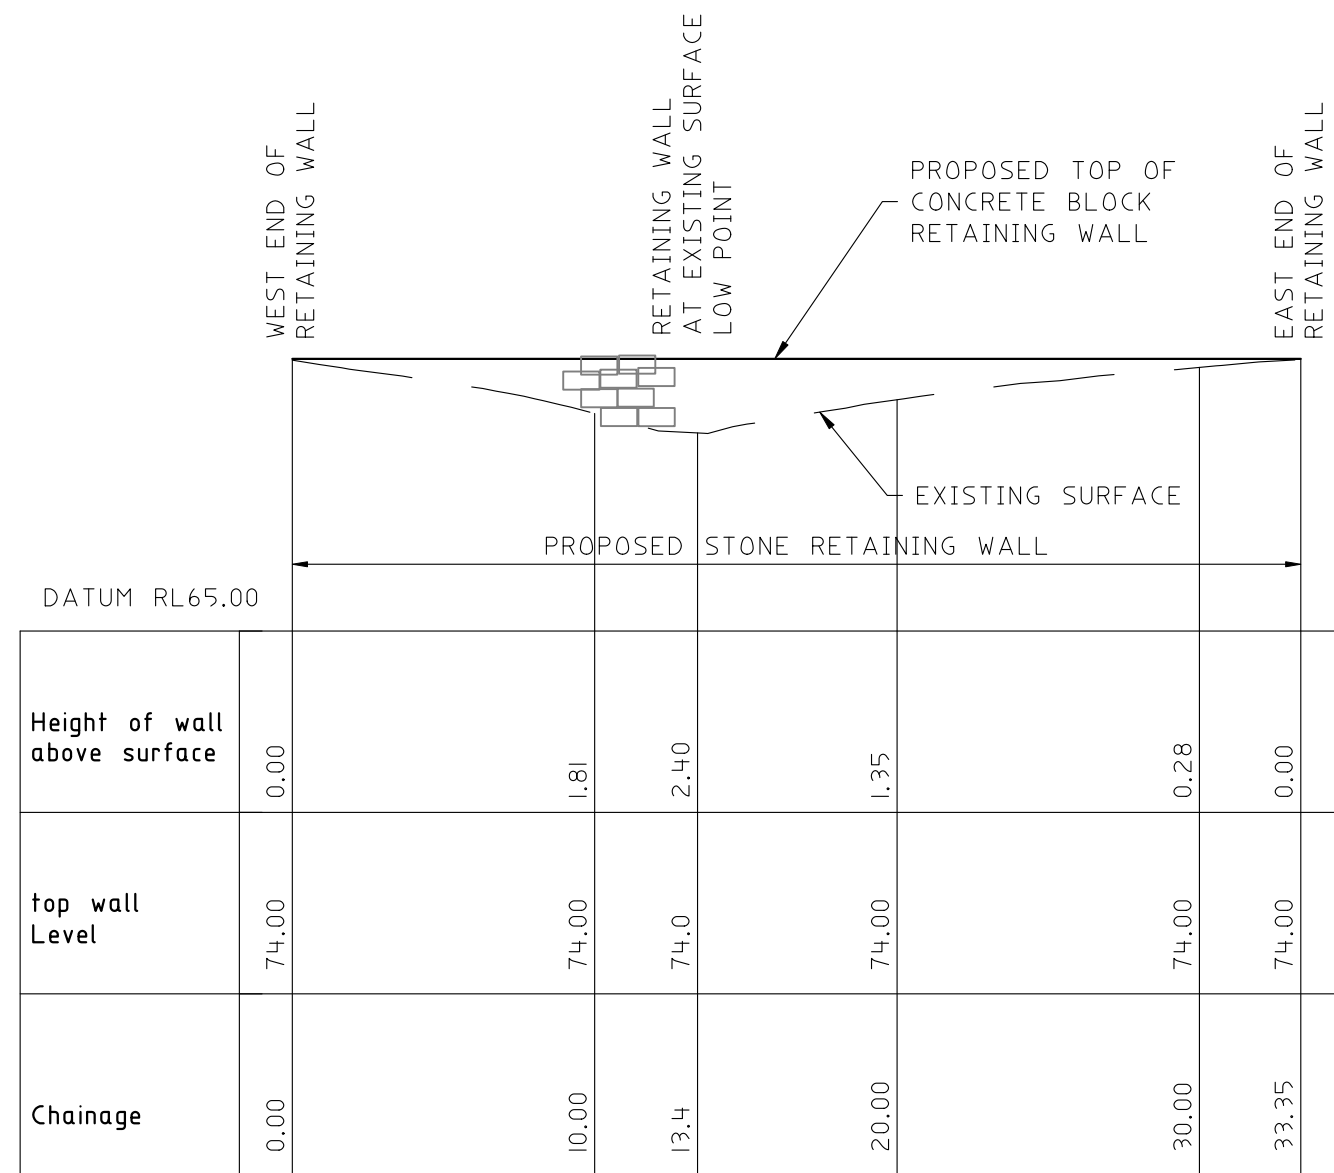 WEST END OF
RETAINING WALL
RETAINING WALL
AT EXISTING SURFACE
LOW POINT
PROPOSED TOP OF
CONCRETE BLOCK
RETAINING WALL
EAST END OF
RETAINING WALL
EXISTING SURFACE
PROPOSED STONE RETAINING WALL
DATUM RL65.00
Height of wall
above surface
0.00
1.81
2.40
1.35
0.28
0.00
top wall
Level
74.00
74.00
74.0
74.00
74.00
74.00
Chainage
0.00
10.00
13.4
20.00
30.00
33.35